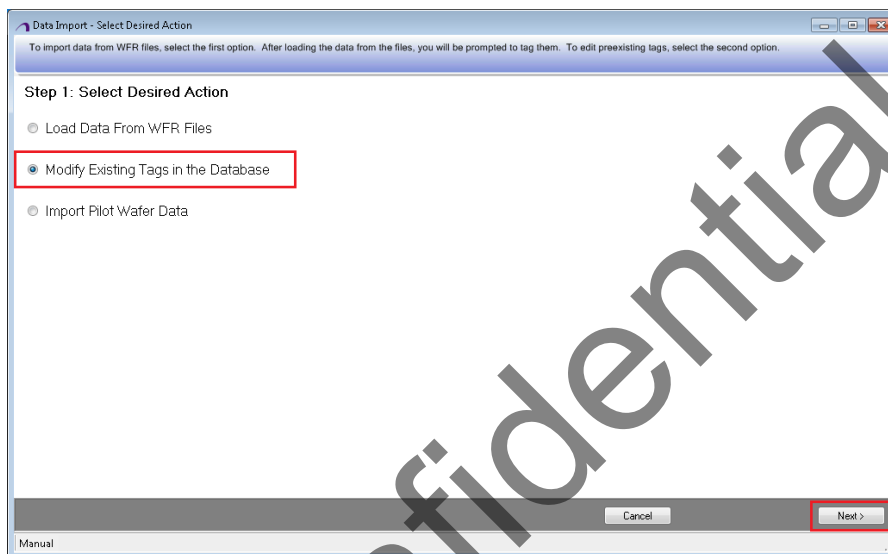 Data Import - Select Desired Action
To import data from WFR files, select the first option. After loading the data from the files, you will be prompted to tag them. To edit preexisting tags, select the second option.
Step 1: Select Desired Action
Load Data From WFR Files
Modify Existing Tags in the Database
Import Pilot Wafer Data
fidential
Cancel
Next >
Manual